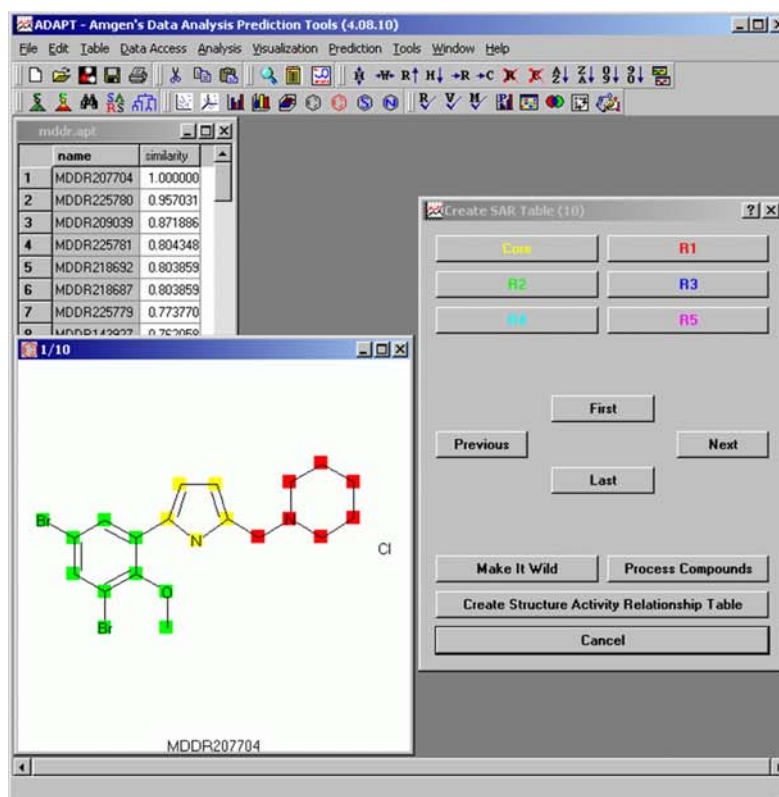 ADAPT - Amgen's Data Analysis Prediction Tools (4.08.10)
File Edit Table Data Access Analysis Visualization Prediction Tools Window Help
mddr.apt
name similarity
1 MDDR207704 1.000000
2 MDDR225780 0.957031
3 MDDR209039 0.871886
4 MDDR225781 0.804348
5 MDDR218692 0.803859
6 MDDR218687 0.803859
7 MDDR225779 0.773770
8 MDDR143927 0.762058
Create SAR Table (10)
Core R1
R2 R3
R4 R5
First
Previous Next
Last
Make It Wild Process Compounds
Create Structure Activity Relationship Table
Cancel
1/10
Br
N
N
Cl
O
Br
MDDR207704